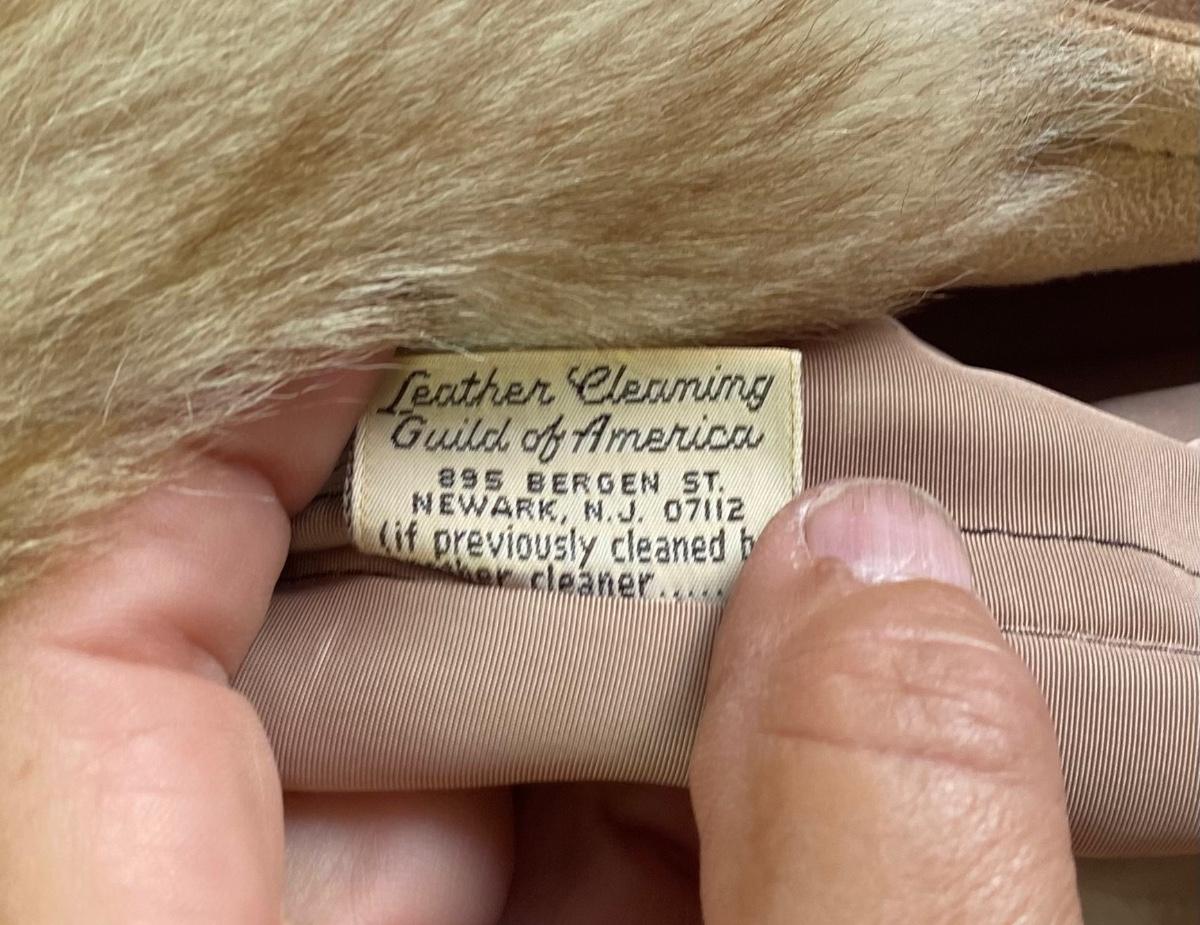 Leather Cleaning
Guild of America
895 BERGEN ST.
NEWARK, N.J. 07112
(if previously cleaned
cleaner.....